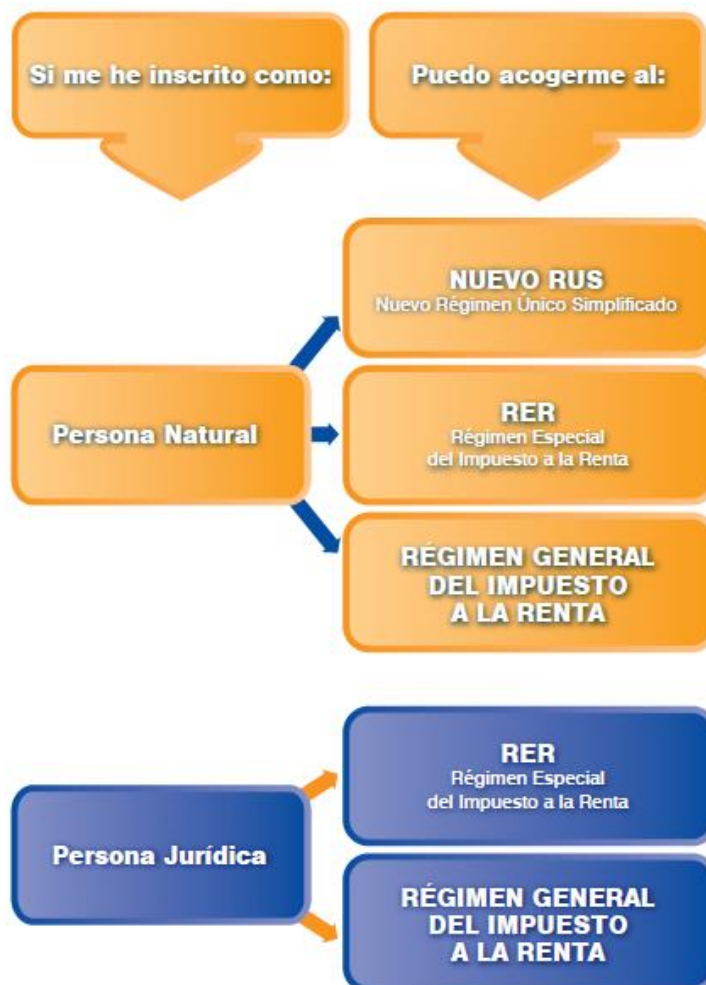 Si me he inscrito como:
Puedo acogerme al:
Persona Natural
NUEVO RUS
Nuevo Régimen Único Simplificado
RER
Régimen Especial
del Impuesto a la Renta
RÉGIMEN GENERAL
DEL IMPUESTO
A LA RENTA
Persona Jurídica
RER
Régimen Especial
del Impuesto a la Renta
RÉGIMEN GENERAL
DEL IMPUESTO
A LA RENTA